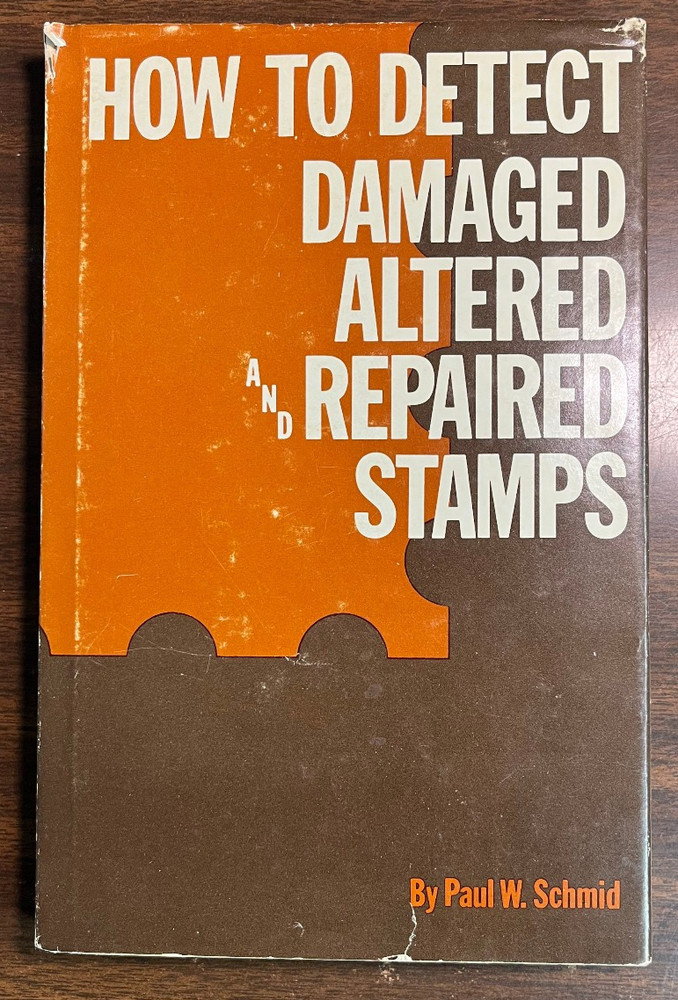 HOW TO DETECT
DAMAGED
ALTERED
AND REPAIRED
STAMPS
By Paul W. Schmid